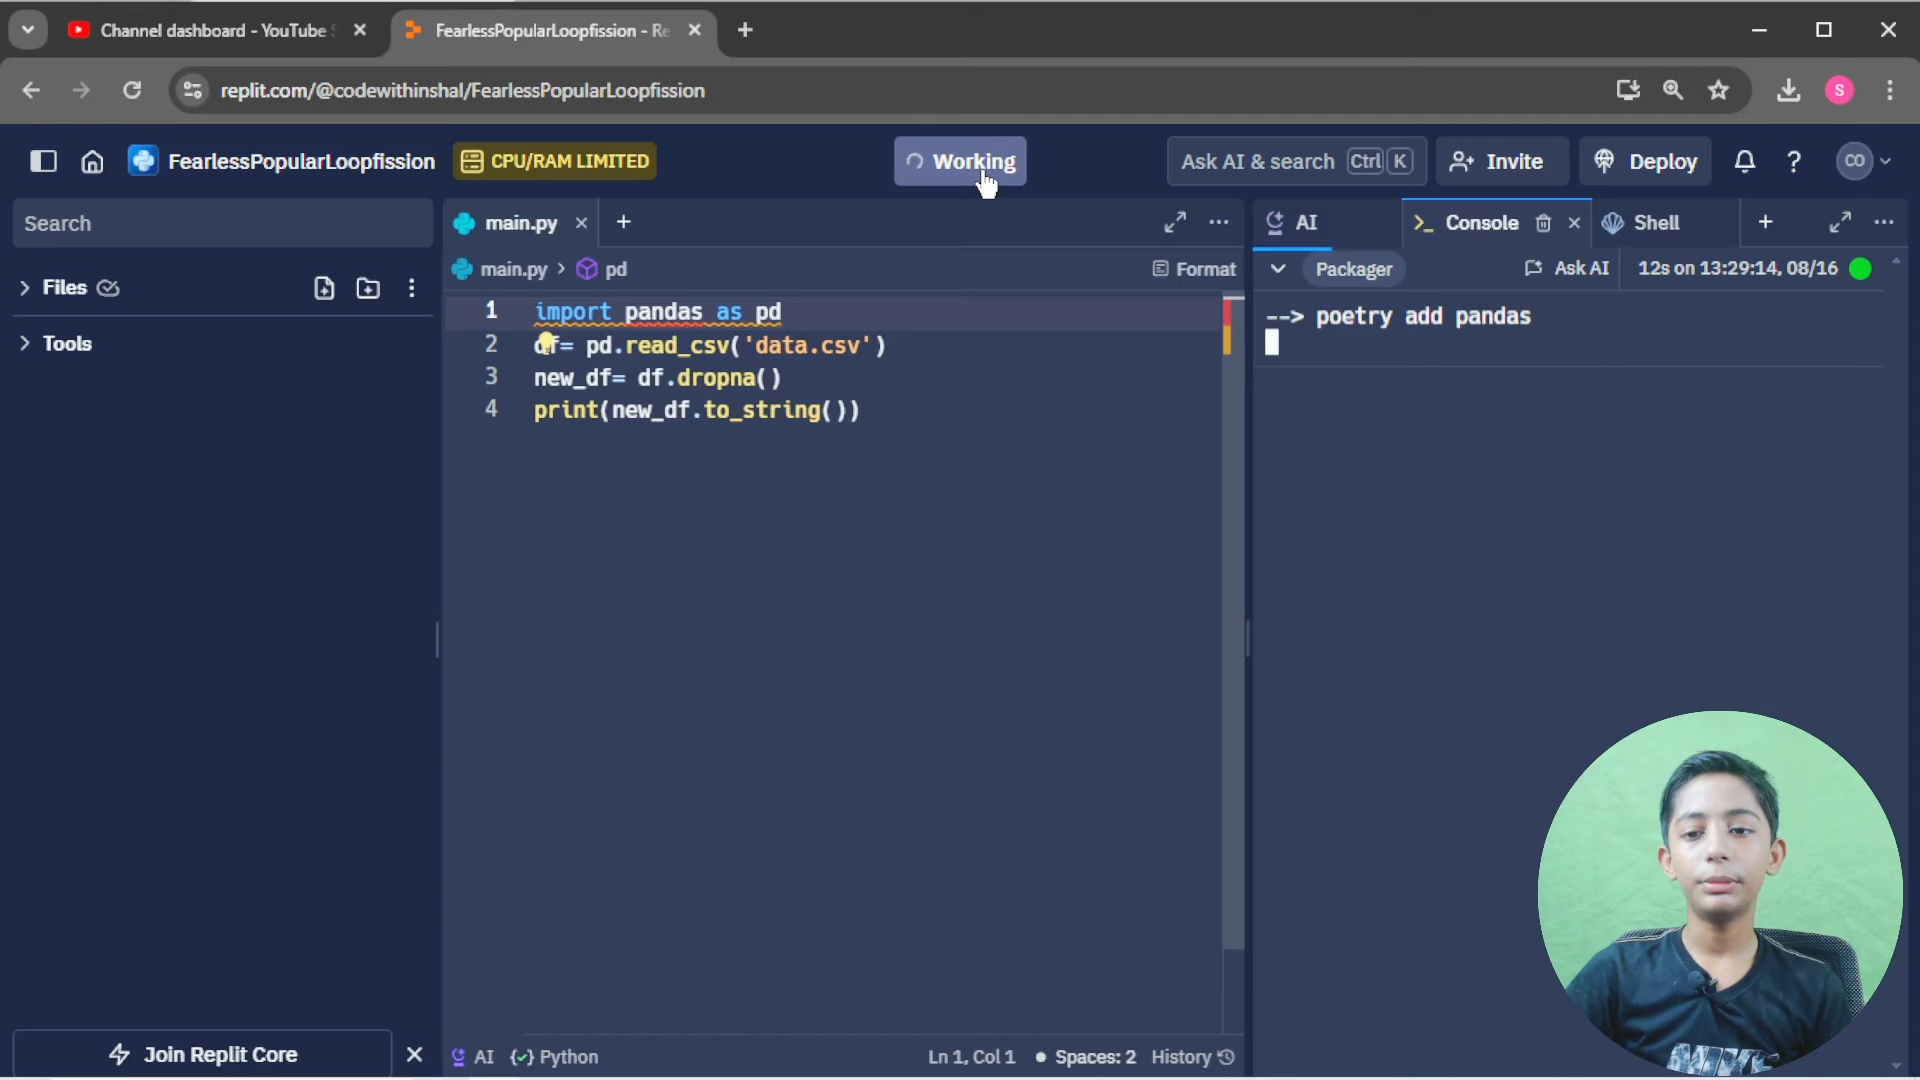 Channel dashboard - YouTube S
FearlessPopularLoopfission - Re
replit.com/@codewithinshal/FearlessPopularLoopfission
S
FearlessPopularLoopfission
CPU/RAM LIMITED
Working
Ask AI & search Ctrl K
Invite
Deploy
CO
Search
main.py
AI
Console
Shell
Files
main.py > pd
Format
Packager
Ask AI
12s on 13:29:14, 08/16
Tools
1 import pandas as pd
2 df= pd.read_csv('data.csv')
3 new_df= df.dropna()
4 print(new_df.to_string())
--> poetry add pandas
NIKE
Join Replit Core
AI
Python
Ln 1, Col 1
Spaces: 2
History